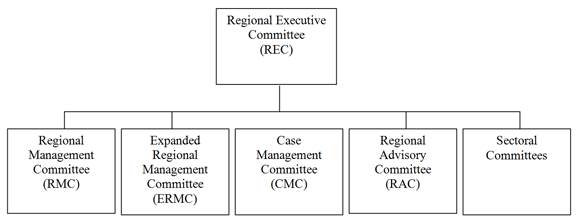 Regional Executive
Committee
(REC)
Regional
Management
Committee
(RMC)
Expanded
Regional
Management
Committee
(ERMC)
Case
Management
Committee
(CMC)
Regional
Advisory
Committee
(RAC)
Sectoral
Committees